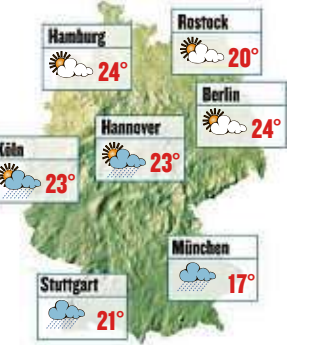 Hamburg
24°
Rostock
20°
Berlin
24°
Hannover
23°
Köln
23°
München
17°
Stuttgart
21°